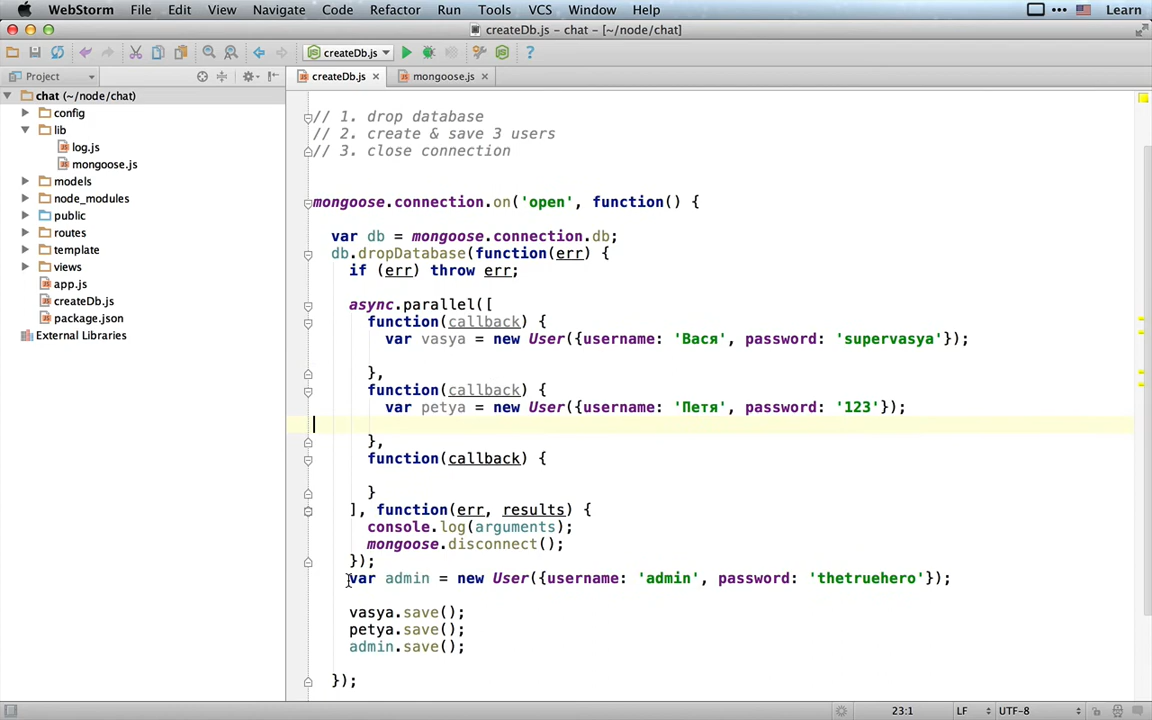 WebStorm File Edit View Navigate Code Refactor Run Tools VCS Window Help Learn
createDb.js – chat - [~/node/chat]
createDb.js
Project createDb.js mongoose.js
chat (~/node/chat)
config
lib
log.js
mongoose.js
models
node_modules
public
routes
template
views
app.js
createDb.js
package.json
External Libraries
// 1. drop database
// 2. create & save 3 users
// 3. close connection
mongoose.connection.on('open', function() {
var db = mongoose.connection.db;
db.dropDatabase(function(err) {
if (err) throw err;
async.parallel([
function(callback) {
var vasya = new User({username: 'Вася', password: 'supervasya'});
},
function(callback) {
var petya = new User({username: 'Петя', password: '123'});
},
function(callback) {
}
], function(err, results) {
console.log(arguments);
mongoose.disconnect();
});
var admin = new User({username: 'admin', password: 'thetruehero'});
vasya.save();
petya.save();
admin.save();
});
23:1 LF UTF-8